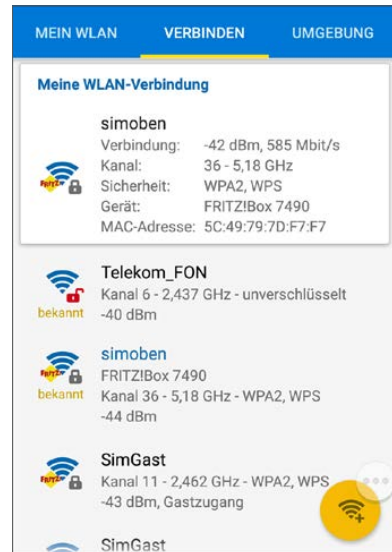 MEIN WLAN VERBINDEN UMGEBUNG
Meine WLAN-Verbindung
simoben
Verbindung: -42 dBm, 585 Mbit/s
Kanal: 36 - 5,18 GHz
Sicherheit: WPA2, WPS
Gerät: FRITZ!Box 7490
MAC-Adresse: 5C:49:79:7D:F7:F7
FRITZ!
Telekom_FON
Kanal 6 - 2,437 GHz - unverschlüsselt
bekannt -40 dBm
simoben
FRITZ!Box 7490
FRITZ!
Kanal 36 - 5,18 GHz - WPA2, WPS
bekannt
-44 dBm
SimGast
Kanal 11 - 2,462 GHz - WPA2, WPS
FRITZ!
-43 dBm, Gastzugang
SimGast